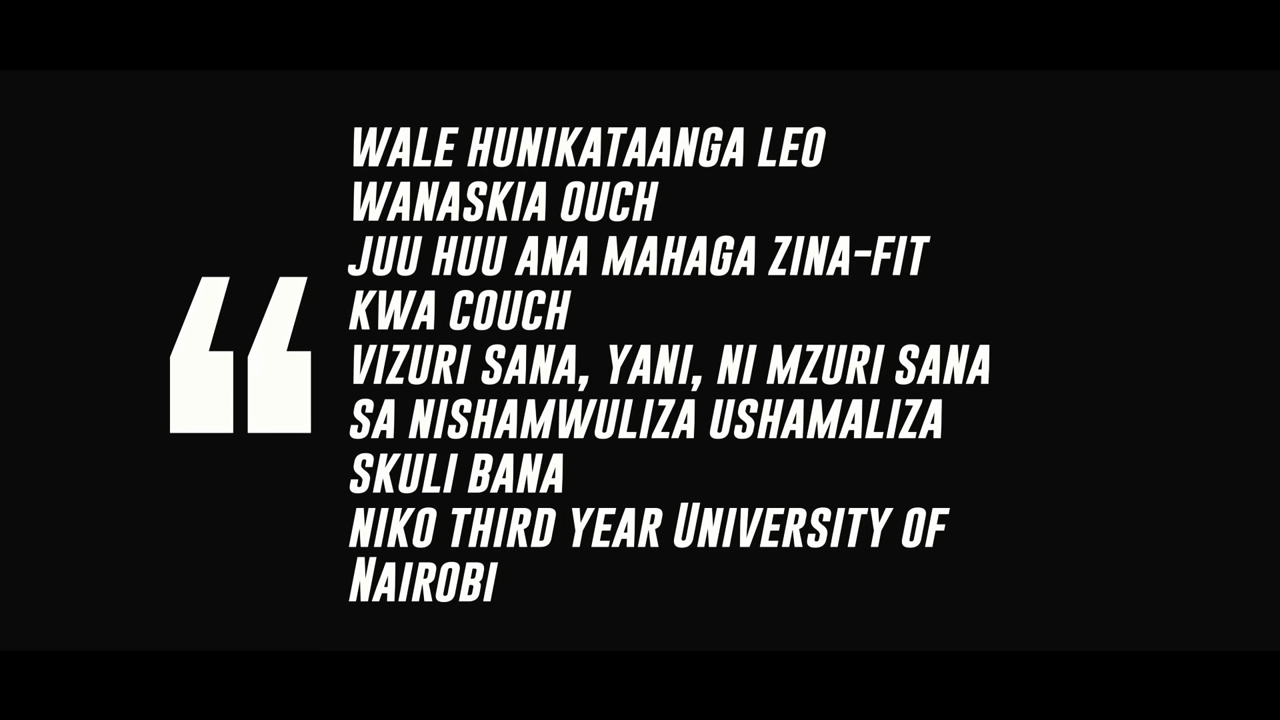 “
WALE HUNIKATAANGA LEO
WANASKIA OUCH
JUU HUU ANA MAHAGA ZINA-FIT
KWA COUCH
VIZURI SANA, YANI, NI MZURI SANA
SA NISHAMWULIZA USHAMALIZA
SKULI BANA
NIKO THIRD YEAR UNIVERSITY OF
NAIROBI